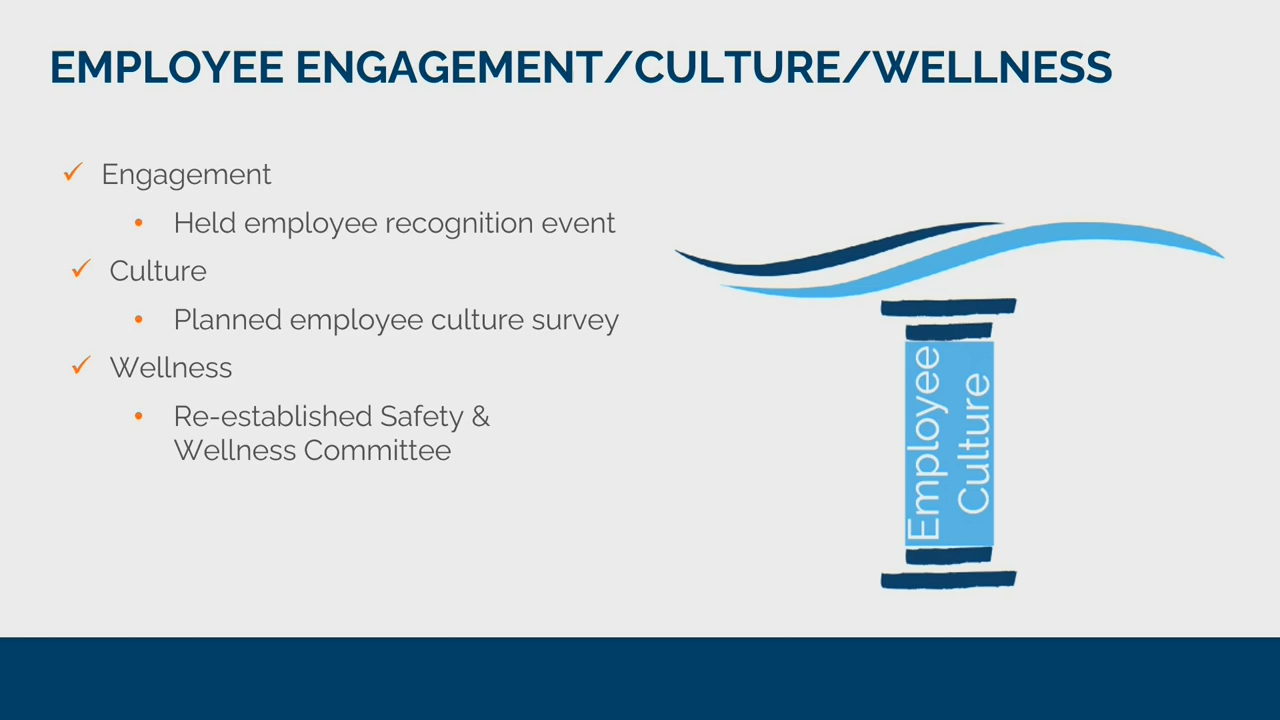 EMPLOYEE ENGAGEMENT/CULTURE/WELLNESS
✓ Engagement
• Held employee recognition event
✓ Culture
• Planned employee culture survey
✓ Wellness
• Re-established Safety &
Wellness Committee
Employee
Culture